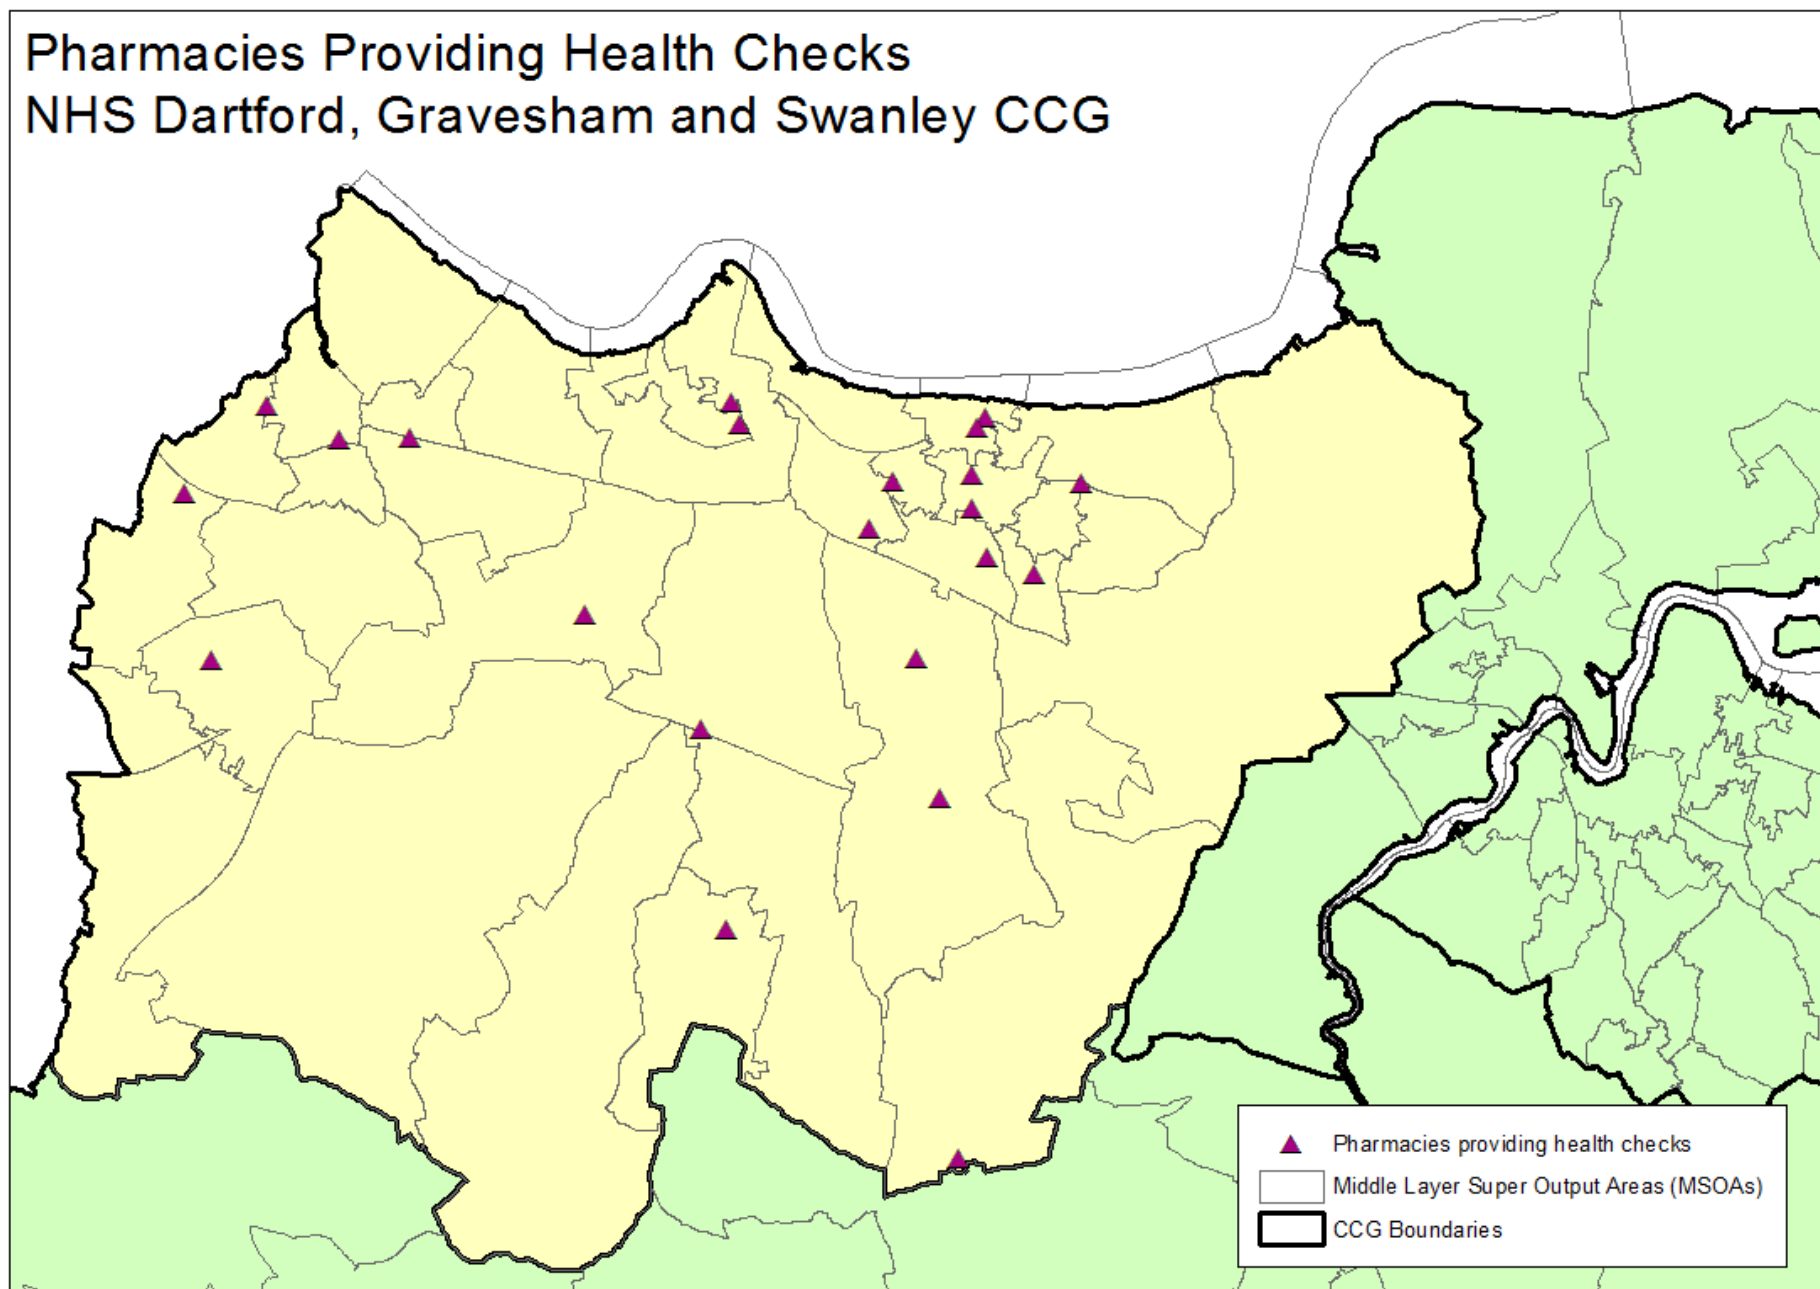 Pharmacies Providing Health Checks
NHS Dartford, Gravesham and Swanley CCG
Pharmacies providing health checks
Middle Layer Super Output Areas (MSOAs)
CCG Boundaries